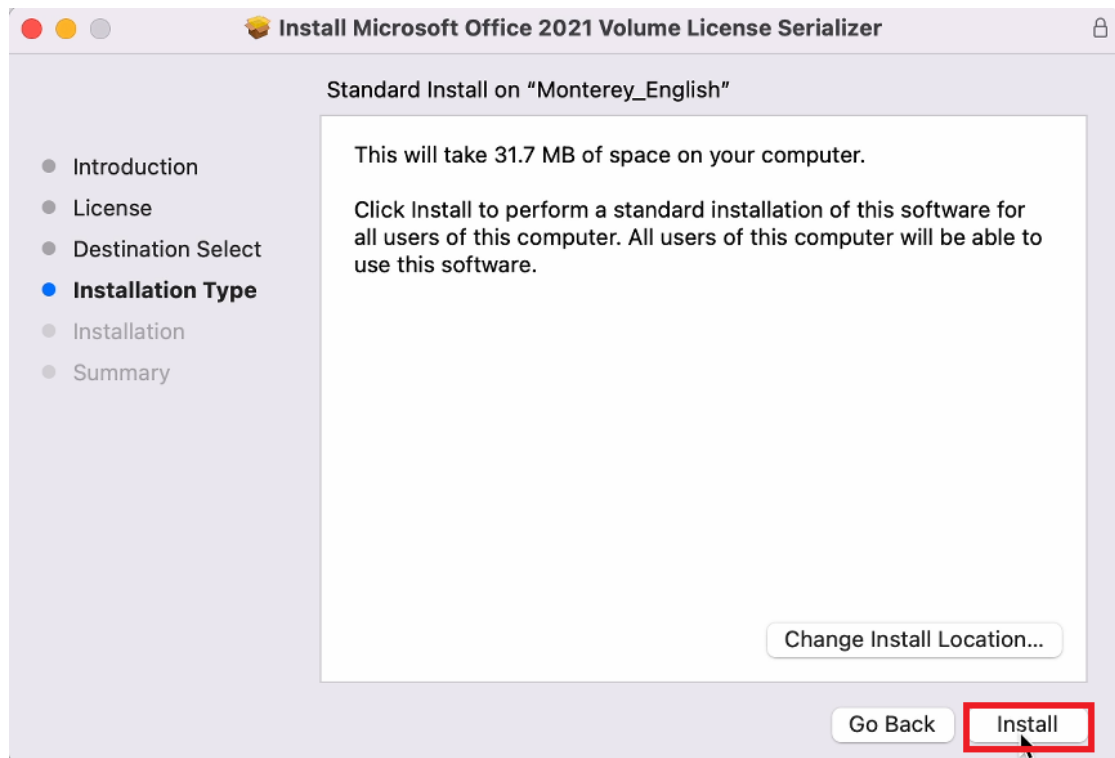 Install Microsoft Office 2021 Volume License Serializer
Standard Install on “Monterey_English”
Introduction
License
Destination Select
Installation Type
Installation
Summary
This will take 31.7 MB of space on your computer.
Click Install to perform a standard installation of this software for
all users of this computer. All users of this computer will be able to
use this software.
Change Install Location...
Go Back
Install